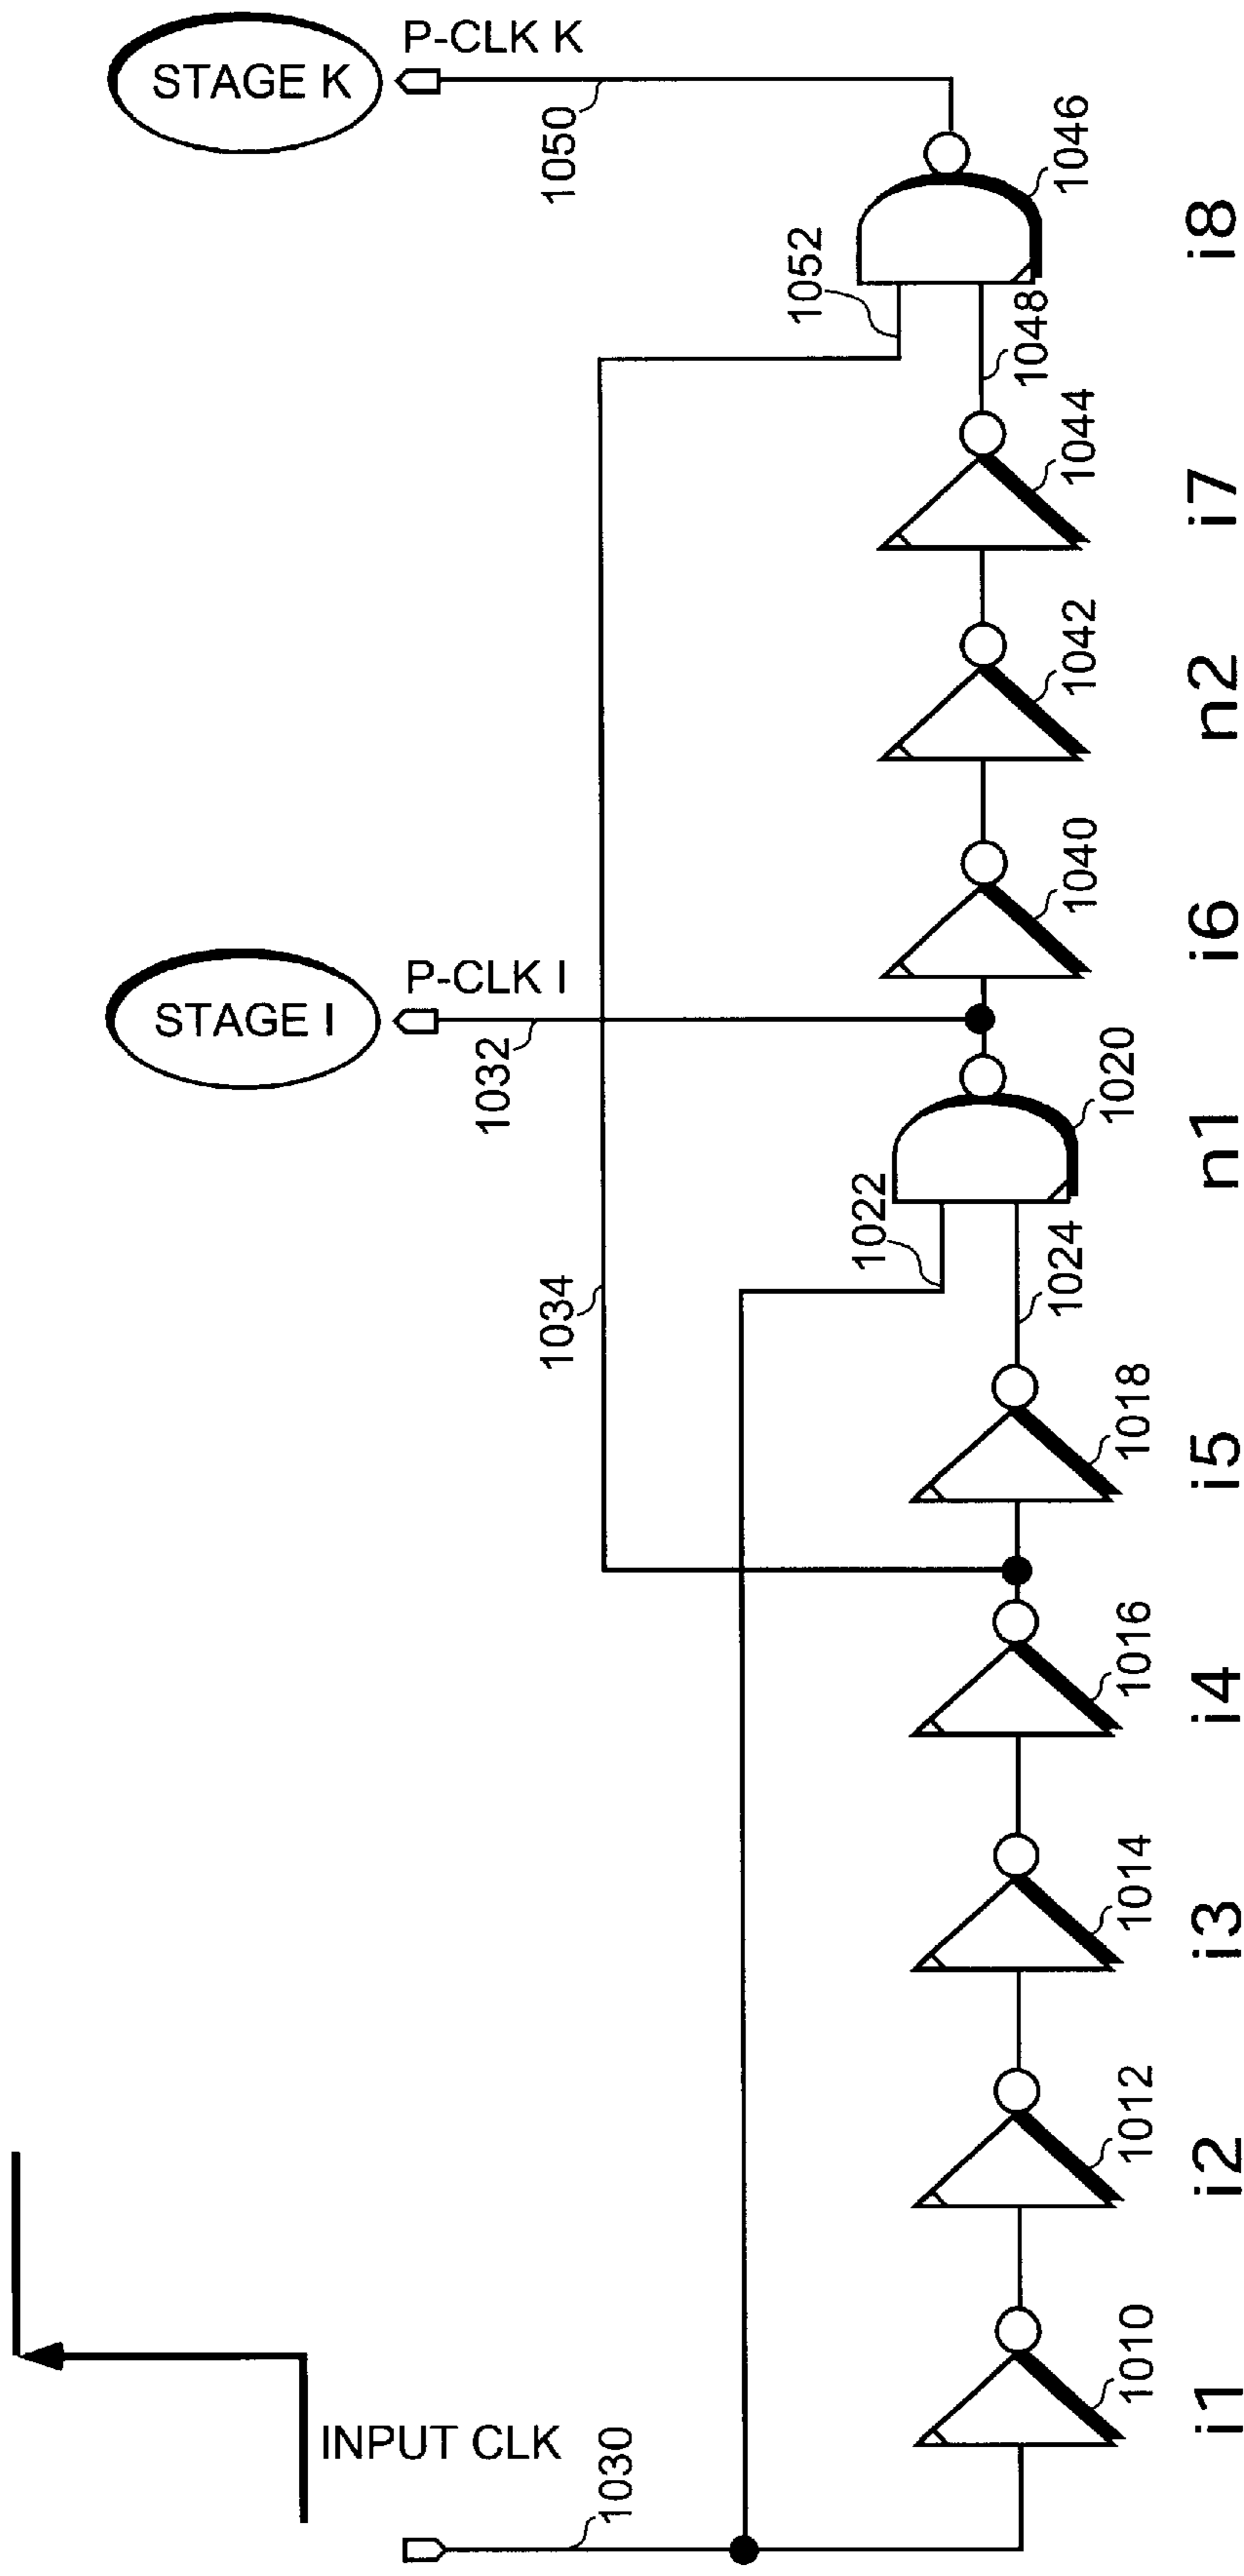 STAGE I
STAGE K
P-CLK I
P-CLK K
INPUT CLK
1030
1034
1032
1050
1022
1052
1024
1048
1010
1012
1014
1016
1018
1020
1040
1042
1044
1046
i1
i2
i3
i4
i5
n1
i6
n2
i7
i8